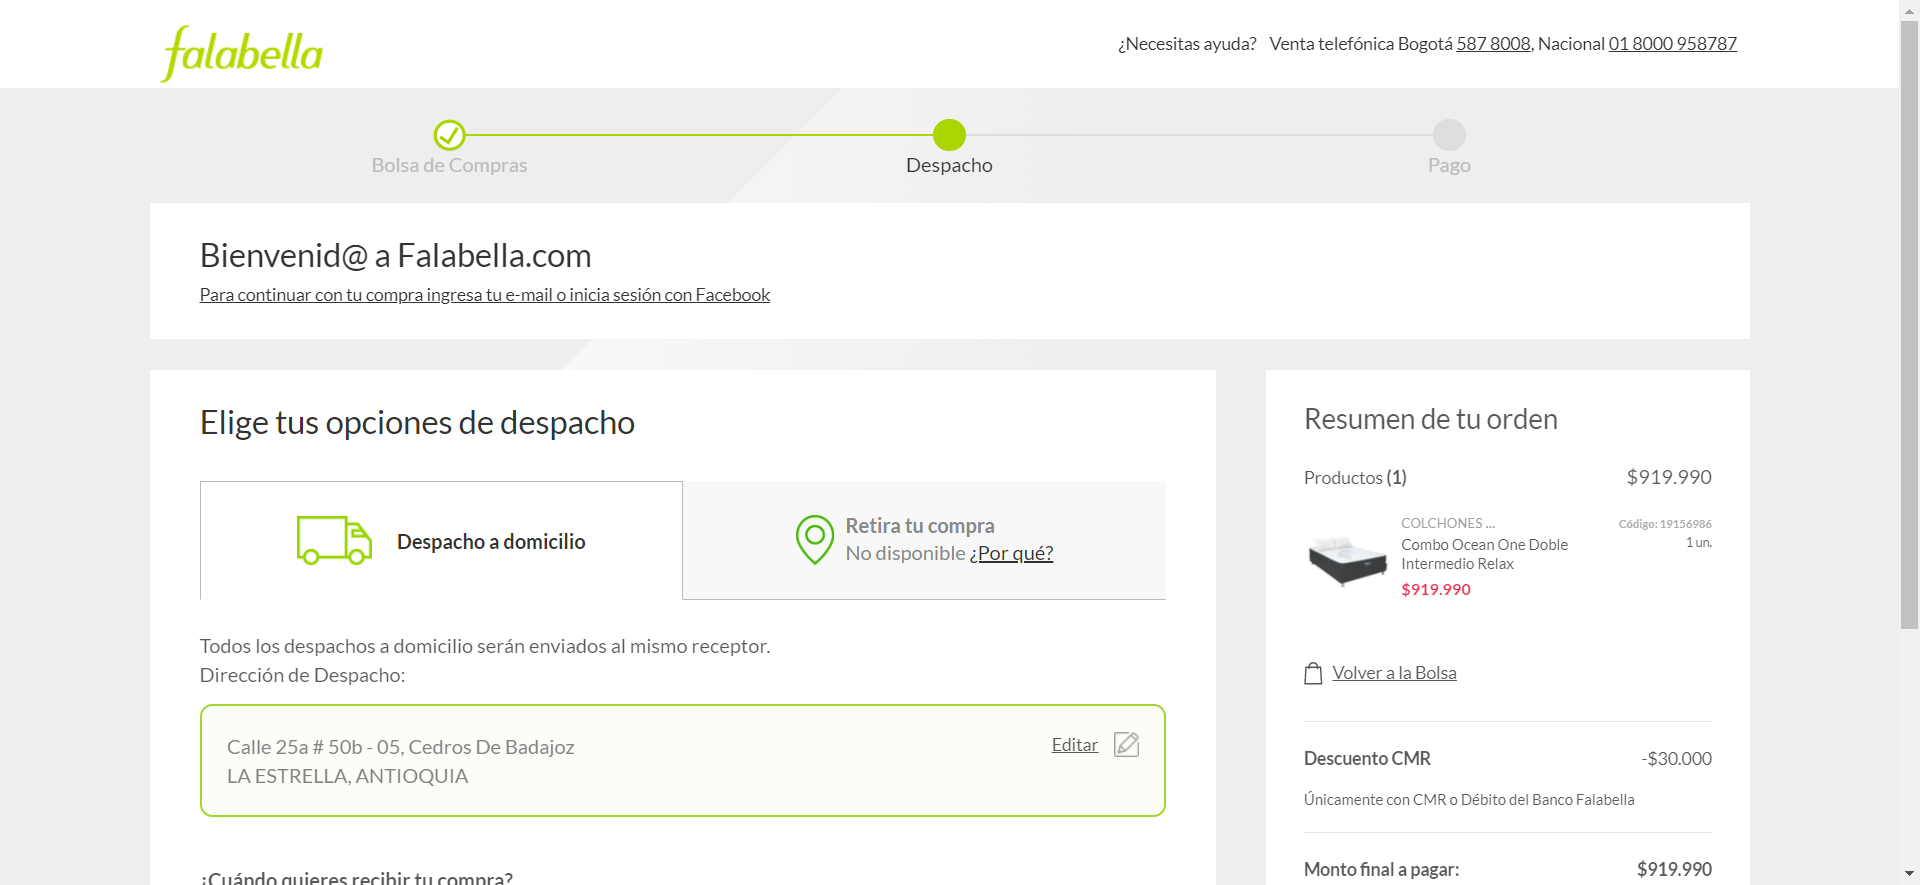 falabella
¿Necesitas ayuda? Venta telefónica Bogotá 587 8008, Nacional 01 8000 958787
Bolsa de Compras
Despacho
Pago
Bienvenid@ a Falabella.com
Para continuar con tu compra ingresa tu e-mail o inicia sesión con Facebook
Elige tus opciones de despacho
Despacho a domicilio
Retira tu compra
No disponible ¿Por qué?
Todos los despachos a domicilio serán enviados al mismo receptor.
Dirección de Despacho:
Calle 25a # 50b - 05, Cedros De Badajoz
LA ESTRELLA, ANTIOQUIA
Editar
¿Cuándo quieres recibir tu compra?
Resumen de tu orden
Productos (1) $919.990
COLCHONES ...
Código: 19156986
1 un.
Combo Ocean One Doble
Intermedio Relax
$919.990
Volver a la Bolsa
Descuento CMR -$30.000
Únicamente con CMR o Débito del Banco Falabella
Monto final a pagar: $919.990